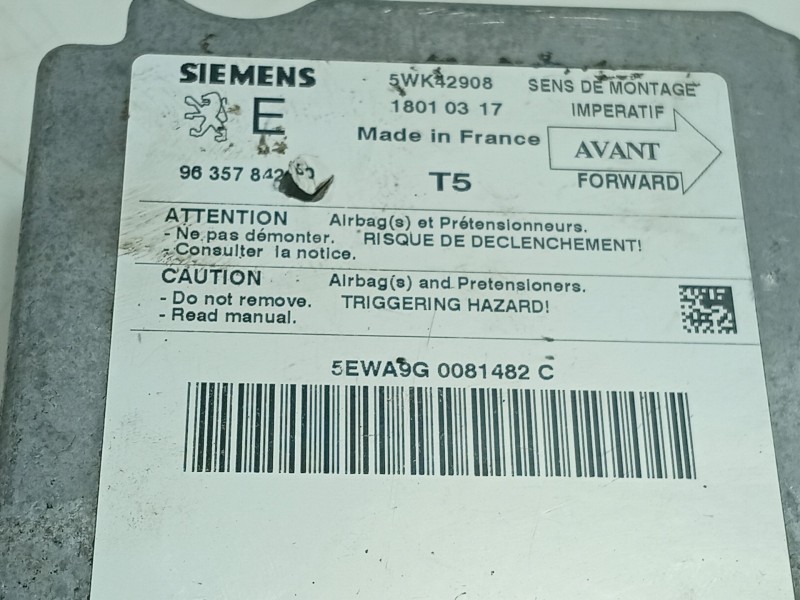 SIEMENS 5WK42908 SENS DE MONTAGE
E 1801 03 17 IMPERATIF
Made in France AVANT
96 357 T5 FORWARD
ATTENTION Airbag(s) et Prétensionneurs.
- Ne pas démonter. RISQUE DE DECLENCHEMENT!
- Consulter la notice.
CAUTION Airbag(s) and Pretensioners.
- Do not remove. TRIGGERING HAZARD!
- Read manual.
5EWA9G 0081482 C